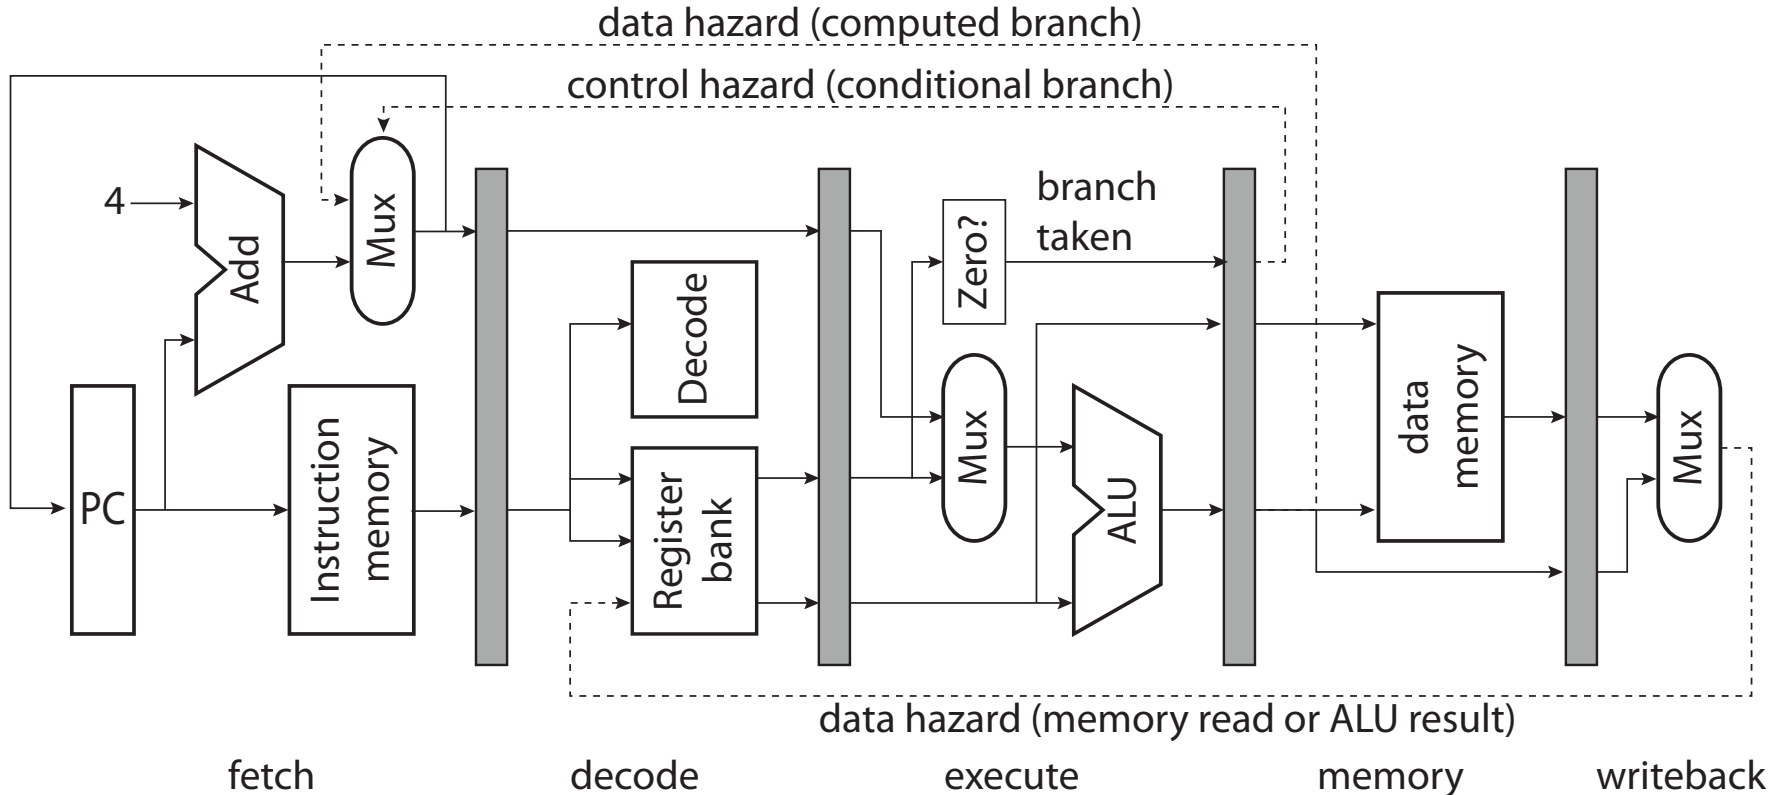 data hazard (computed branch)
control hazard (conditional branch)
4
Add
Mux
PC
Instruction
memory
Decode
Register
bank
Zero?
branch
taken
Mux
ALU
data
memory
Mux
data hazard (memory read or ALU result)
fetch
decode
execute
memory
writeback